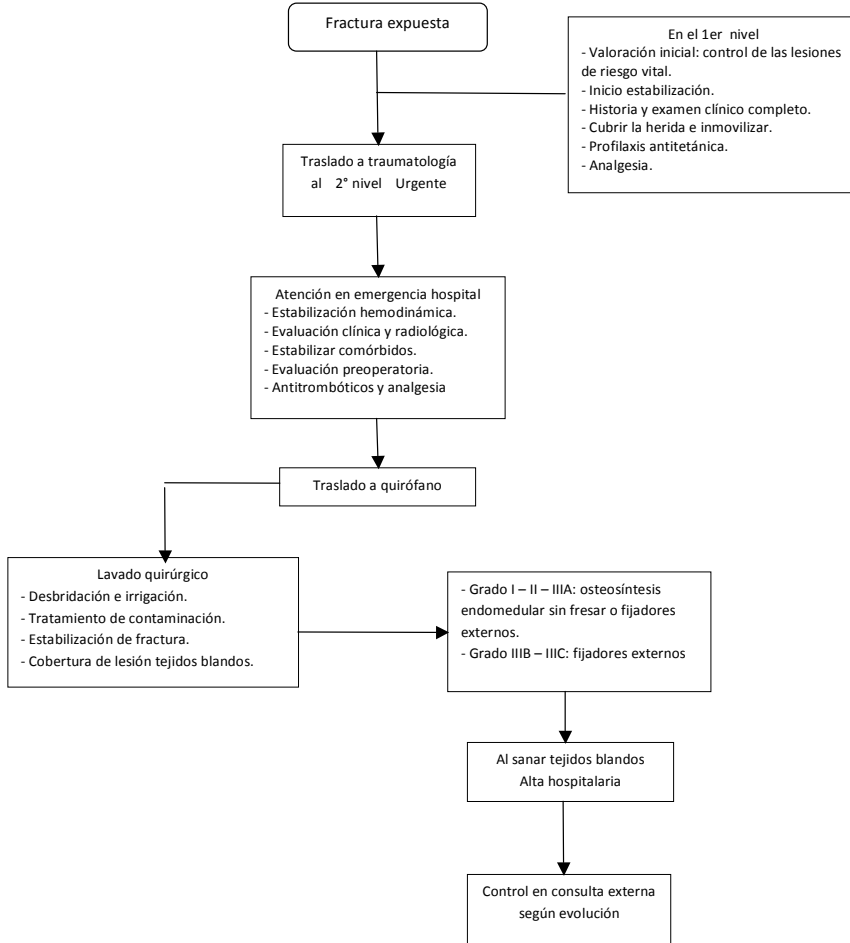 Fractura expuesta
En el 1er nivel
- Valoración inicial: control de las lesiones
de riesgo vital.
- Inicio estabilización.
- Historia y examen clínico completo.
- Cubrir la herida e inmovilizar.
- Profilaxis antitetánica.
- Analgesia.
Traslado a traumatología
al 2° nivel Urgente
Atención en emergencia hospital
- Estabilización hemodinámica.
- Evaluación clínica y radiológica.
- Estabilizar comórbidos.
- Evaluación preoperatoria.
- Antitrombóticos y analgesia
Traslado a quirófano
Lavado quirúrgico
- Desbridación e irrigación.
- Tratamiento de contaminación.
- Estabilización de fractura.
- Cobertura de lesión tejidos blandos.
- Grado I – II – IIIA: osteosíntesis
endomedular sin fresar o fijadores
externos.
- Grado IIIB – IIIC: fijadores externos
Al sanar tejidos blandos
Alta hospitalaria
Control en consulta externa
según evolución